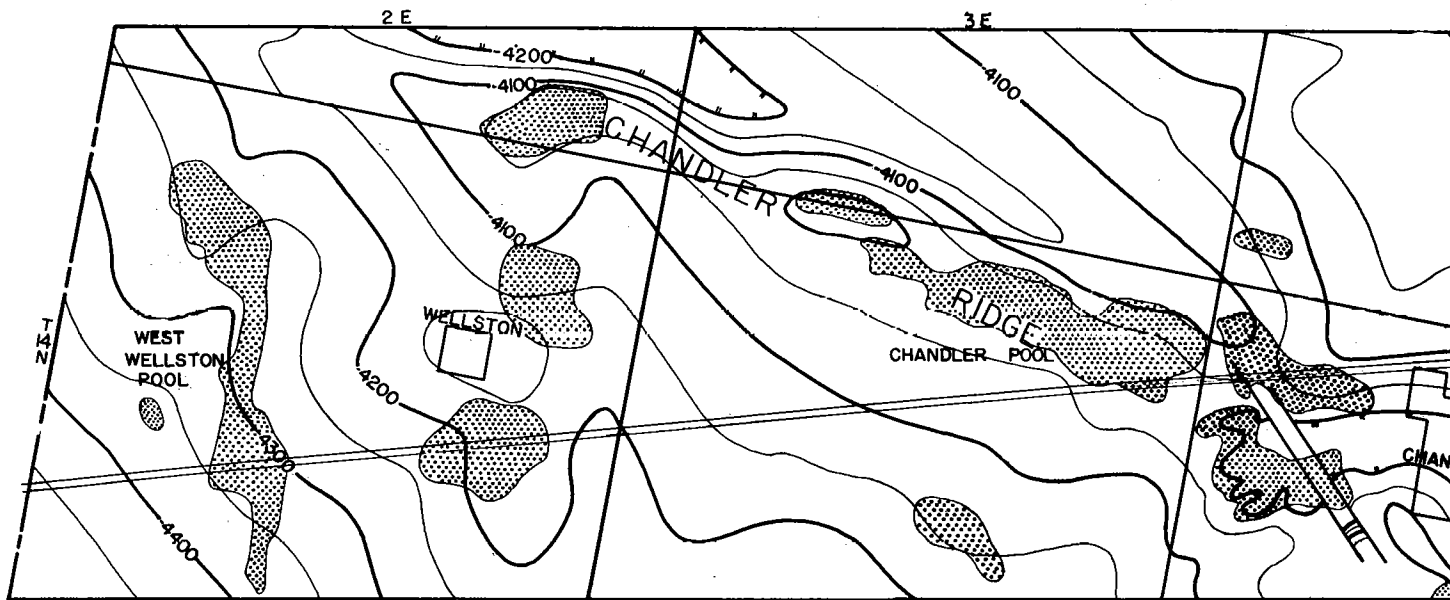 2 E
3 E
-4200
-4100
-4100
CHANDLER
-4100
-4100
T
14
N
WEST
WELLSTON
POOL
WELLSTON
RIDGE
CHANDLER POOL
-4200
-4300
CHAN
-4400